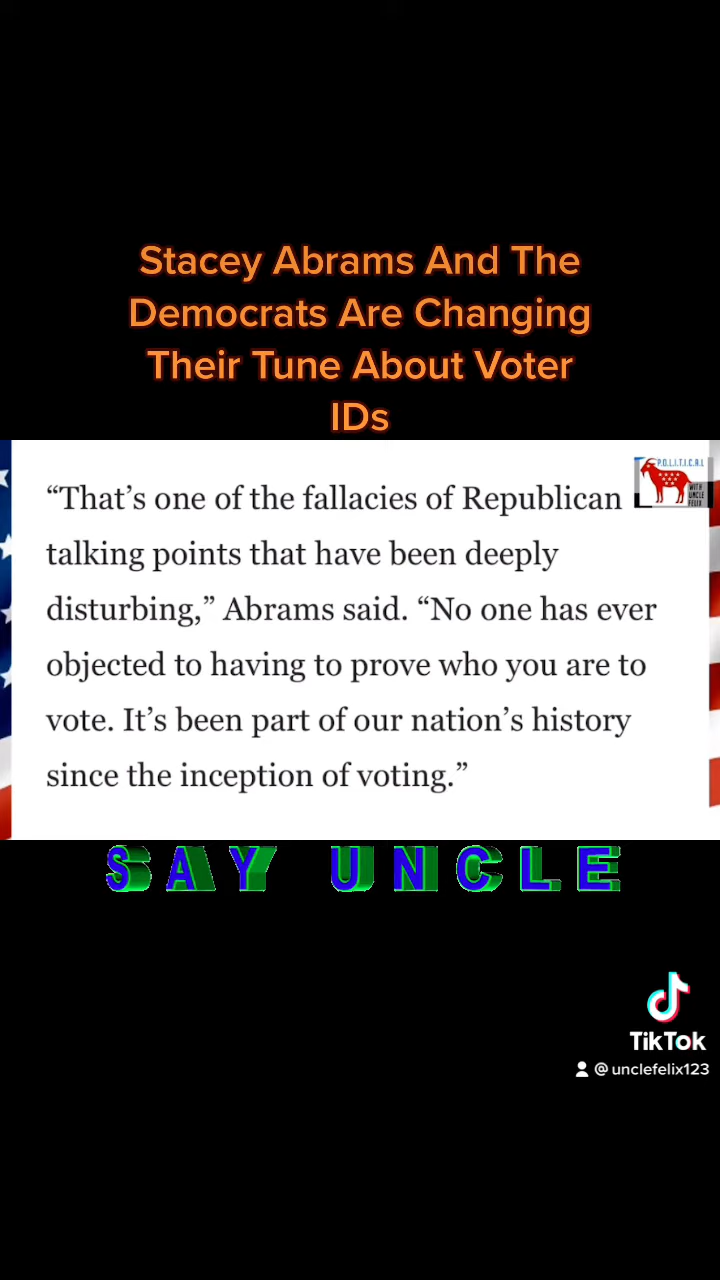 Stacey Abrams And The
Democrats Are Changing
Their Tune About Voter
IDs
P.O.L.I.T.I.C.A.L
WITH
UNCLE
FELIX
“That’s one of the fallacies of Republican
talking points that have been deeply
disturbing,” Abrams said. “No one has ever
objected to having to prove who you are to
vote. It’s been part of our nation’s history
since the inception of voting.”
SAY UNCLE
TikTok
@unclefelix123